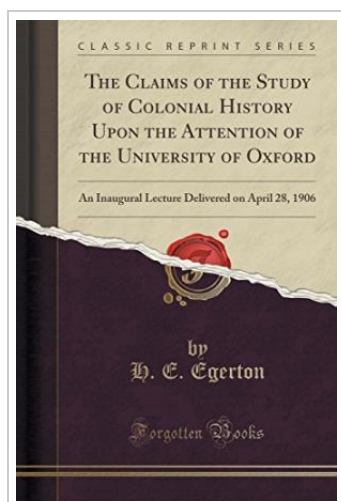 CLASSIC REPRINT SERIES
THE CLAIMS OF THE STUDY
OF COLONIAL HISTORY
UPON THE ATTENTION OF
THE UNIVERSITY OF OXFORD
An Inaugural Lecture Delivered on April 28, 1906
by
H. E. Egerton
Forgotten Books